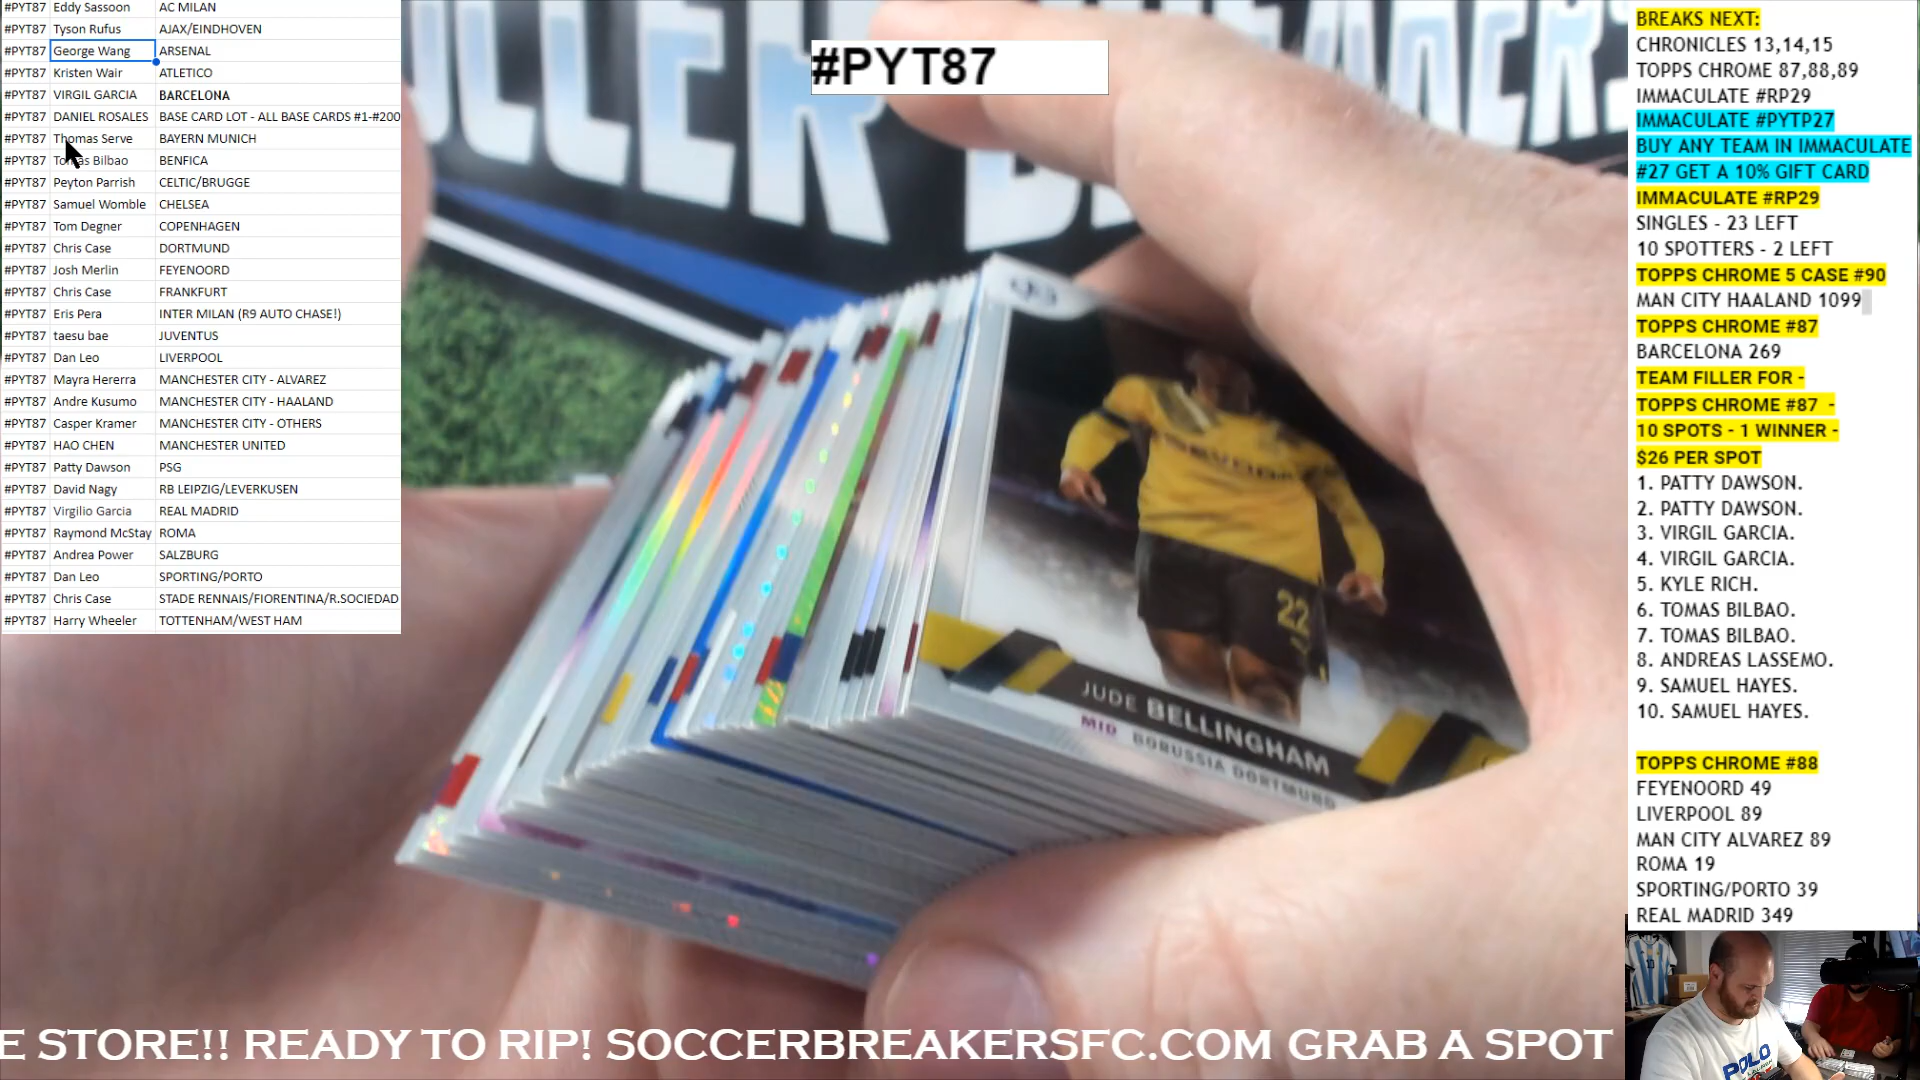 #PYT87 Eddy Sassoon AC MILAN
#PYT87 Tyson Rufus AJAX/EINDHOVEN
#PYT87 George Wang ARSENAL
#PYT87 Kristen Wair ATLETICO
#PYT87 VIRGIL GARCIA BARCELONA
#PYT87 DANIEL ROSALES BASE CARD LOT - ALL BASE CARDS #1-#200
#PYT87 Thomas Serve BAYERN MUNICH
#PYT87 Tomas Bilbao BENFICA
#PYT87 Peyton Parrish CELTIC/BRUGGE
#PYT87 Samuel Womble CHELSEA
#PYT87 Tom Degner COPENHAGEN
#PYT87 Chris Case DORTMUND
#PYT87 Josh Merlin FEYENOORD
#PYT87 Chris Case FRANKFURT
#PYT87 Eris Pera INTER MILAN (R9 AUTO CHASE!)
#PYT87 taesu bae JUVENTUS
#PYT87 Dan Leo LIVERPOOL
#PYT87 Mayra Hererra MANCHESTER CITY - ALVAREZ
#PYT87 Andre Kusumo MANCHESTER CITY - HAALAND
#PYT87 Casper Kramer MANCHESTER CITY - OTHERS
#PYT87 HAO CHEN MANCHESTER UNITED
#PYT87 Patty Dawson PSG
#PYT87 David Nagy RB LEIPZIG/LEVERKUSEN
#PYT87 Virgilio Garcia REAL MADRID
#PYT87 Raymond McStay ROMA
#PYT87 Andrea Power SALZBURG
#PYT87 Dan Leo SPORTING/PORTO
#PYT87 Chris Case STADE RENNAIS/FIORENTINA/R.SOCIEDAD
#PYT87 Harry Wheeler TOTTENHAM/WEST HAM
#PYT87
22
JUDE BELLINGHAM
MID BORUSSIA DORTMUND
BREAKS NEXT:
CHRONICLES 13,14,15
TOPPS CHROME 87,88,89
IMMACULATE #RP29
IMMACULATE #PYTP27
BUY ANY TEAM IN IMMACULATE
#27 GET A 10% GIFT CARD
IMMACULATE #RP29
SINGLES - 23 LEFT
10 SPOTTERS - 2 LEFT
TOPPS CHROME 5 CASE #90
MAN CITY HAALAND 1099
TOPPS CHROME #87
BARCELONA 269
TEAM FILLER FOR -
TOPPS CHROME #87 -
10 SPOTS - 1 WINNER -
$26 PER SPOT
1. PATTY DAWSON.
2. PATTY DAWSON.
3. VIRGIL GARCIA.
4. VIRGIL GARCIA.
5. KYLE RICH.
6. TOMAS BILBAO.
7. TOMAS BILBAO.
8. ANDREAS LASSEMO.
9. SAMUEL HAYES.
10. SAMUEL HAYES.
TOPPS CHROME #88
FEYENOORD 49
LIVERPOOL 89
MAN CITY ALVAREZ 89
ROMA 19
SPORTING/PORTO 39
REAL MADRID 349
POLO
E STORE!! READY TO RIP! SOCCERBREAKERSFC.COM GRAB A SPOT